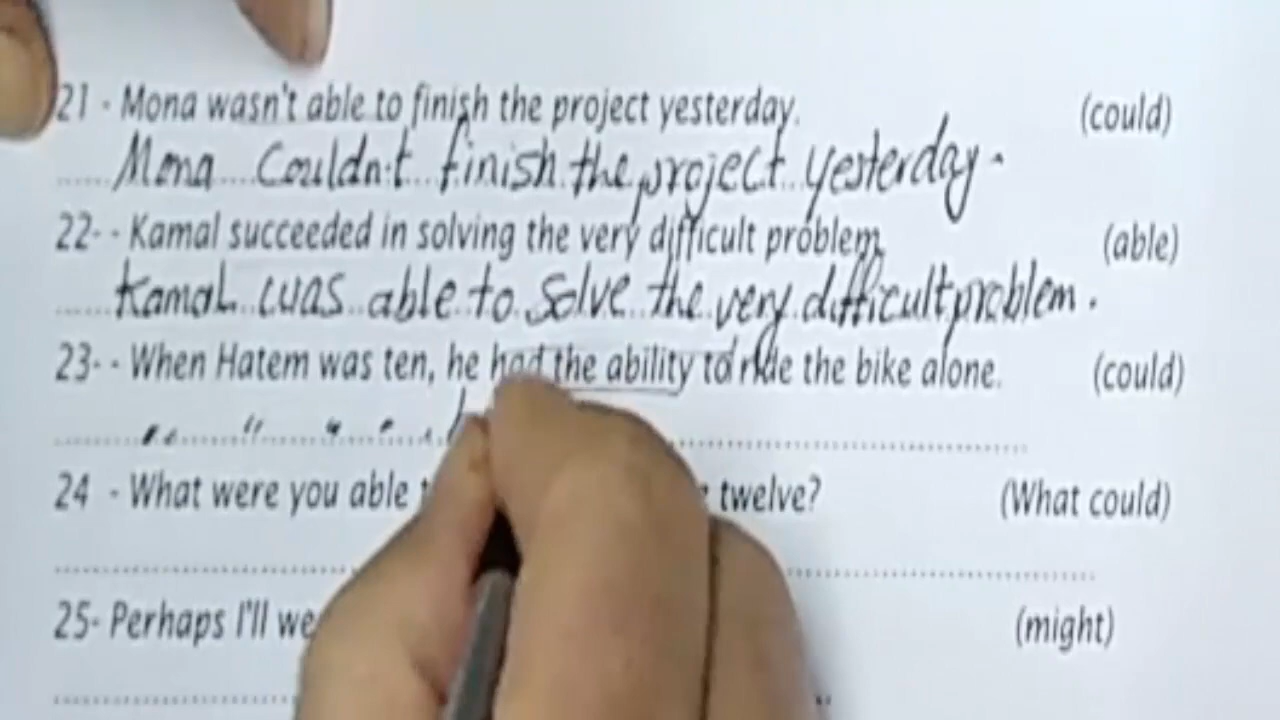 21 - Mona wasn't able to finish the project yesterday. (could)
Mona Couldn't finish the project yesterday.
22- - Kamal succeeded in solving the very difficult problem. (able)
Kamal was able to solve the very difficult problem.
23- - When Hatem was ten, he had the ability to ride the bike alone. (could)
24 - What were you able twelve? (What could)
25- Perhaps I'll (might)